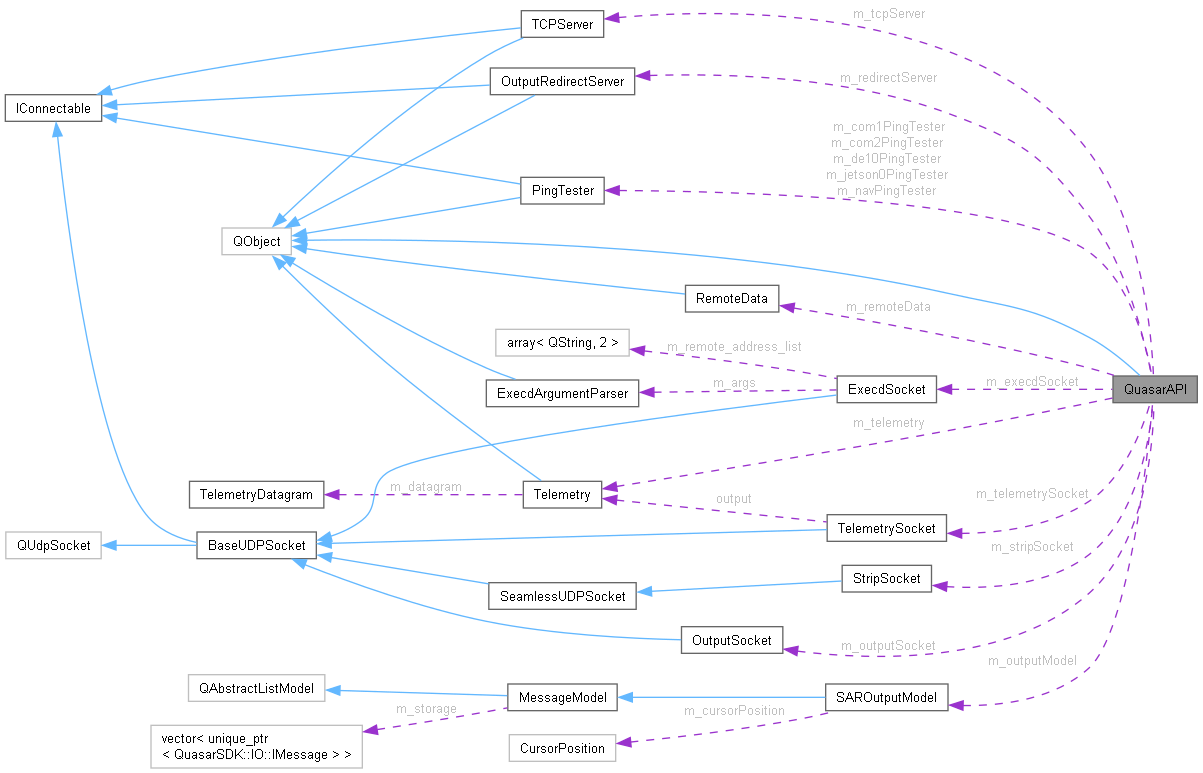 m_tcpServer
TCPServer
OutputRedirectServer
m_redirectServer
IConnectable
m_com1PingTester
m_com2PingTester
m_de10PingTester
m_jetson0PingTester
m_navPingTester
PingTester
QObject
RemoteData
m_remoteData
array< QString, 2 >
m_remote_address_list
ExecdArgumentParser
m_args
ExecdSocket
m_execdSocket
QuasarAPI
m_telemetry
TelemetryDatagram
m_datagram
Telemetry
output
TelemetrySocket
m_telemetrySocket
QUdpSocket
BaseUDPSocket
m_stripSocket
StripSocket
SeamlessUDPSocket
OutputSocket
m_outputSocket
m_outputModel
QAbstractListModel
MessageModel
SAROutputModel
m_storage
m_cursorPosition
vector< unique_ptr
< QuasarSDK::IO::IMessage > >
CursorPosition